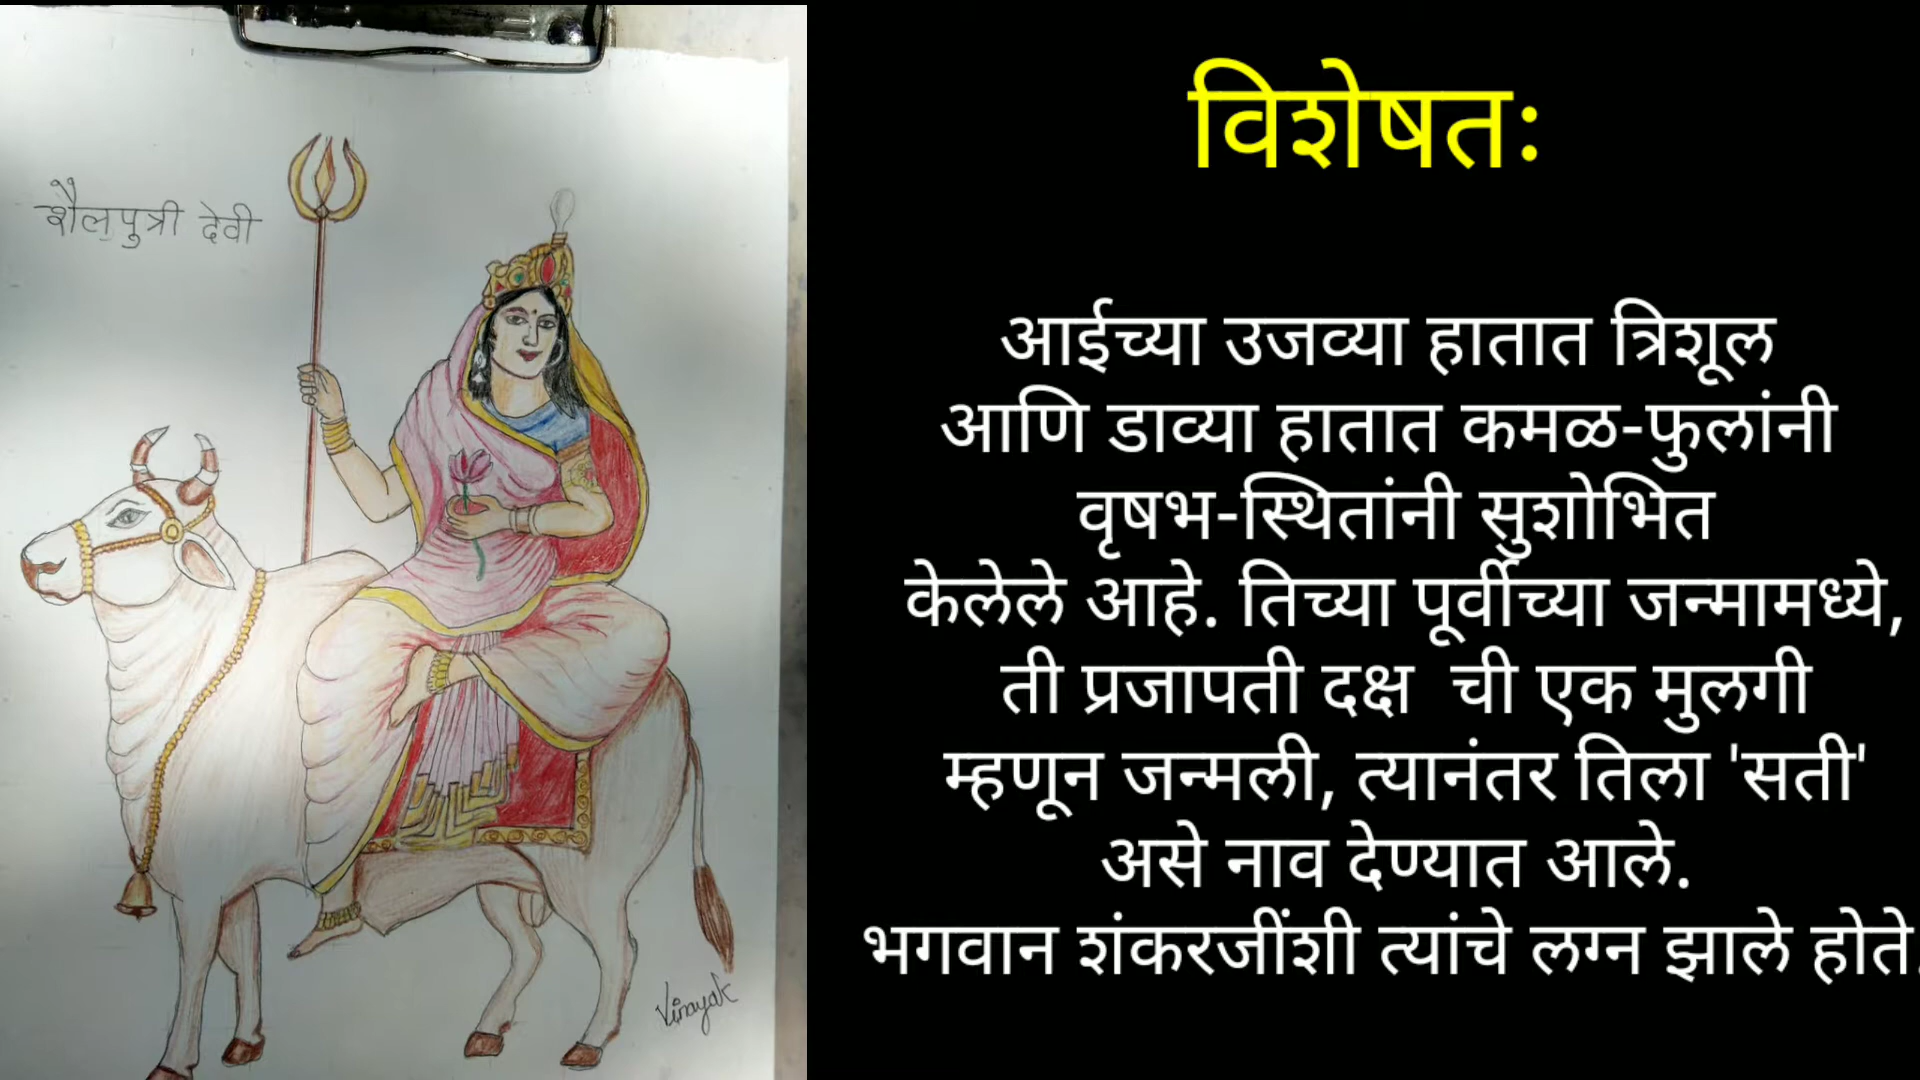 शैलपुत्री देवी
Vinayak
विशेषतः
आईच्या उजव्या हातात त्रिशूल
आणि डाव्या हातात कमळ-फुलांनी
वृषभ-स्थितांनी सुशोभित
केलेले आहे. तिच्या पूर्वीच्या जन्मामध्ये,
ती प्रजापती दक्ष ची एक मुलगी
म्हणून जन्मली, त्यानंतर तिला 'सती'
असे नाव देण्यात आले.
भगवान शंकरजींशी त्यांचे लग्न झाले होते.